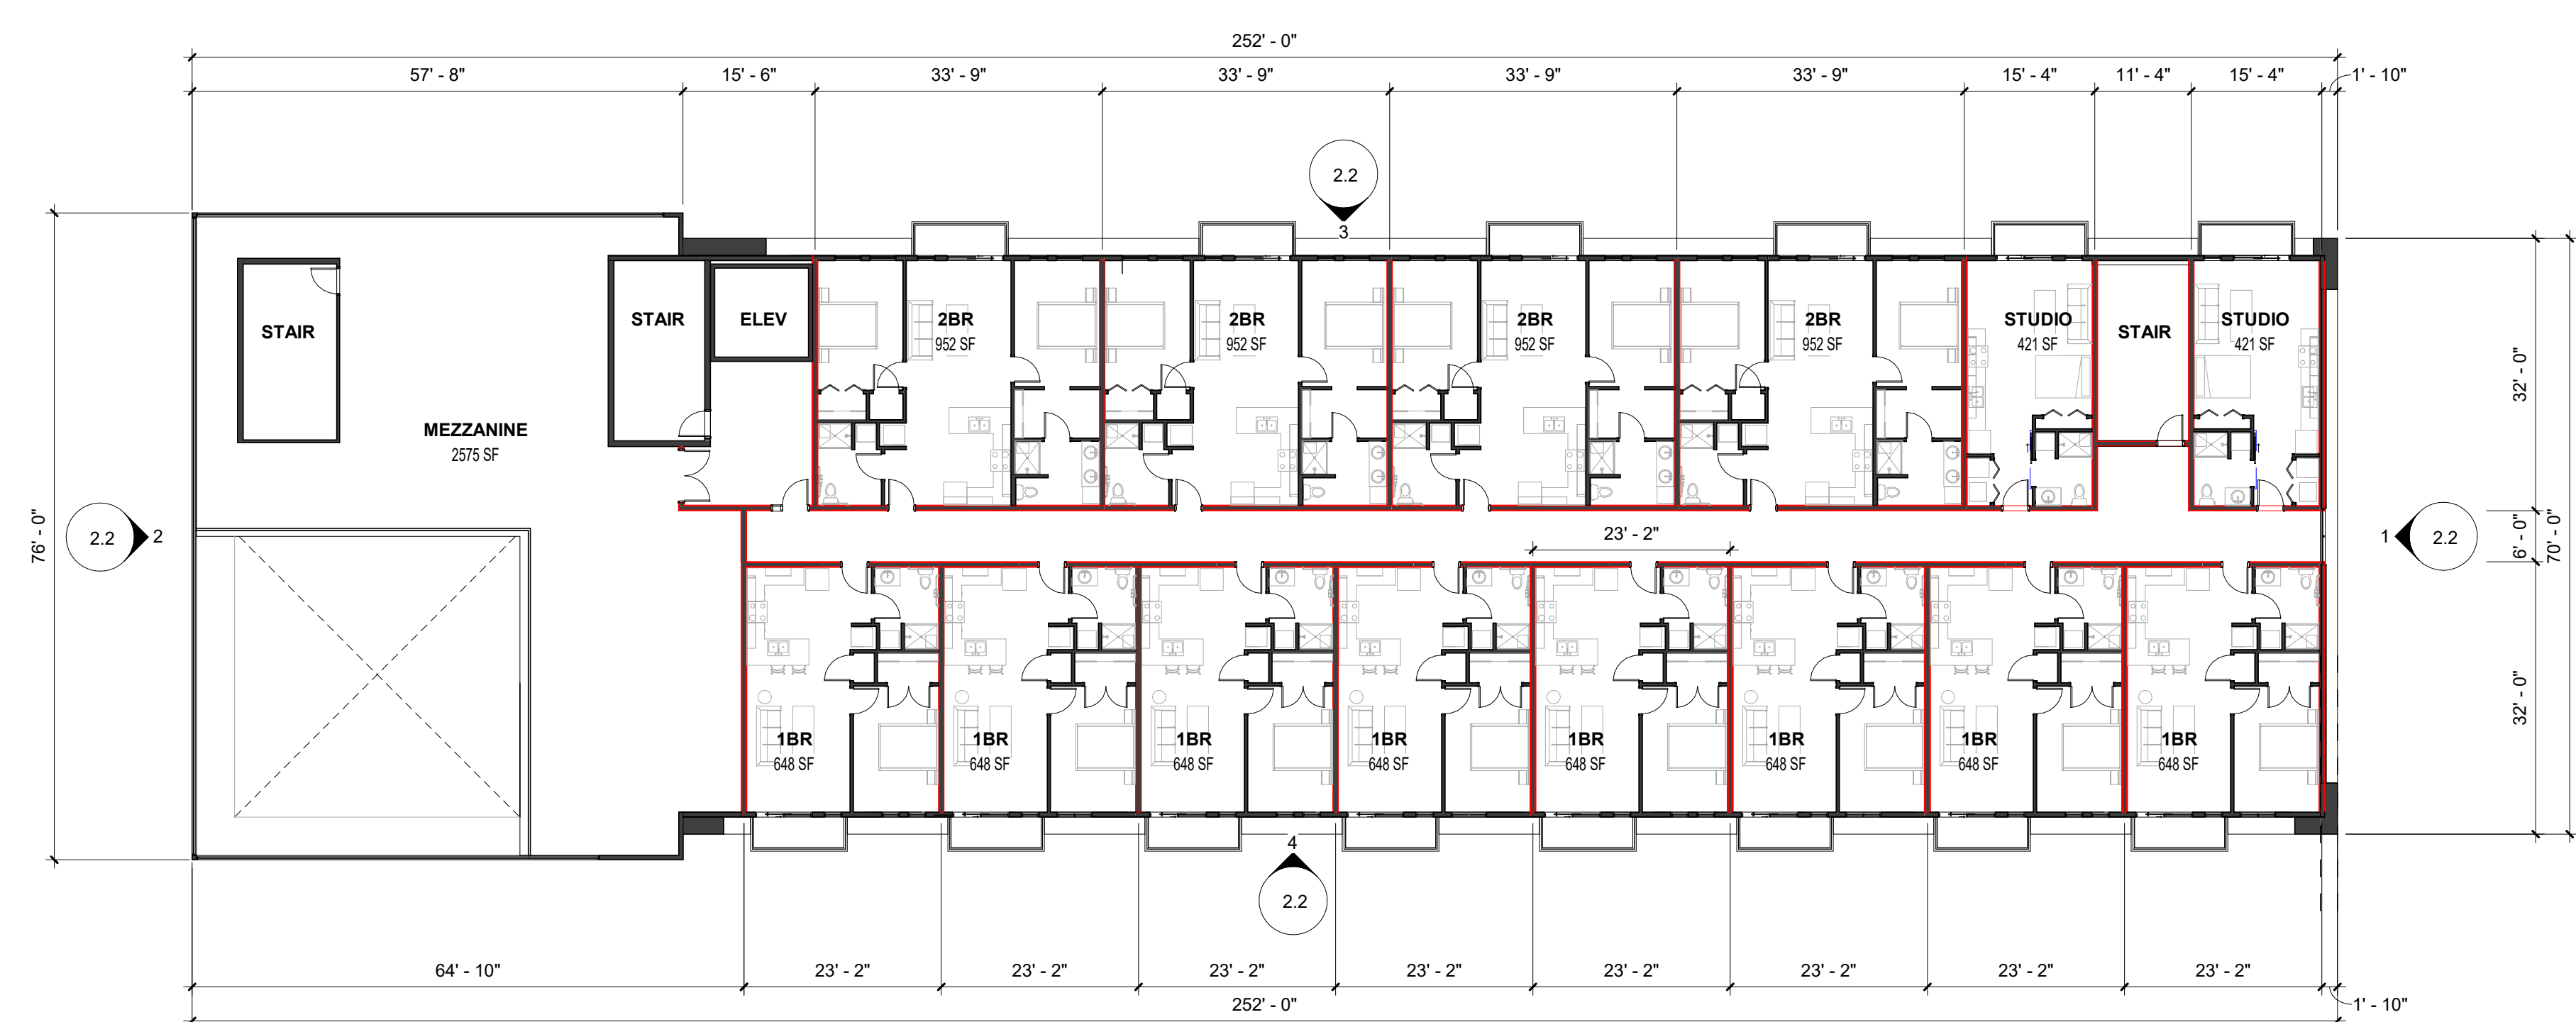 252' - 0"
57' - 8"
15' - 6"
33' - 9"
33' - 9"
33' - 9"
33' - 9"
15' - 4"
11' - 4"
15' - 4"
1' - 10"
2.2
3
STAIR
STAIR
ELEV
2BR
952 SF
2BR
952 SF
2BR
952 SF
2BR
952 SF
STUDIO
421 SF
STAIR
STUDIO
421 SF
32' - 0"
MEZZANINE
2575 SF
76' - 0"
2.2
2
23' - 2"
1
2.2
6' - 0"
70' - 0"
32' - 0"
1BR
648 SF
1BR
648 SF
1BR
648 SF
1BR
648 SF
1BR
648 SF
1BR
648 SF
1BR
648 SF
1BR
648 SF
4
2.2
64' - 10"
23' - 2"
23' - 2"
23' - 2"
23' - 2"
23' - 2"
23' - 2"
23' - 2"
23' - 2"
252' - 0"
1' - 10"